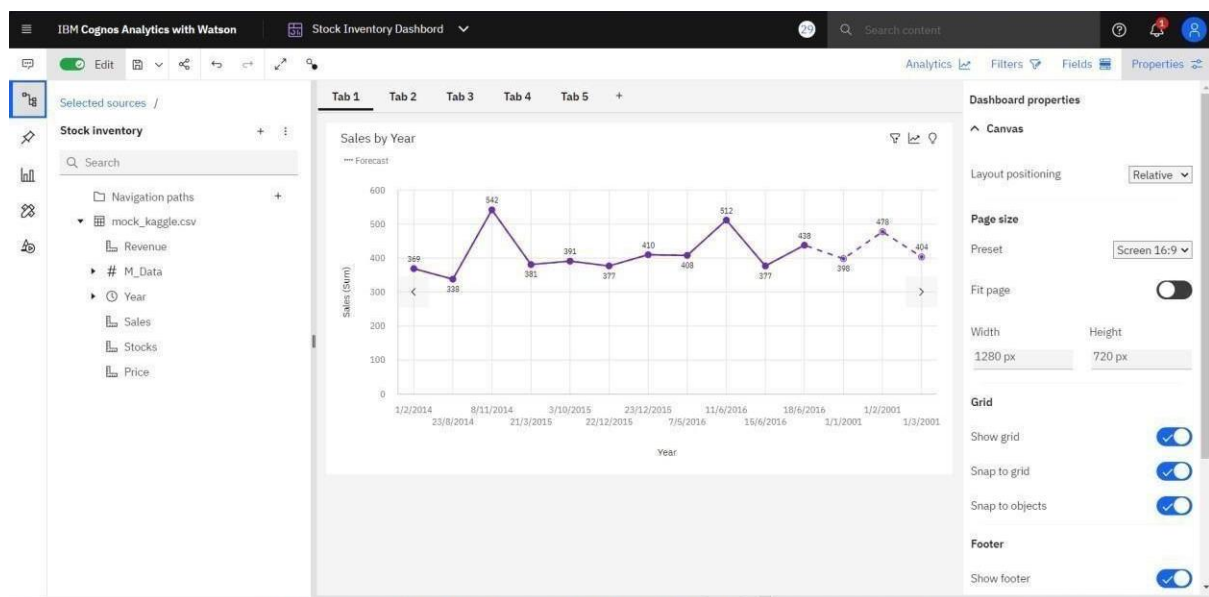 IBM Cognos Analytics with Watson
Stock Inventory Dashbord
29
Search content
1
Edit
Analytics
Filters
Fields
Properties
Selected sources /
Stock inventory
Search
Navigation paths
mock_kaggle.csv
Revenue
# M_Data
Year
Sales
Stocks
Price
Tab 1 Tab 2 Tab 3 Tab 4 Tab 5 +
Sales by Year
Forecast
Sales (Sum)
600
500
400
300
200
100
0
369
338
542
381
391
377
410
408
512
377
438
398
478
404
1/2/2014 8/11/2014 3/10/2015 23/12/2015 11/6/2016 18/6/2016 1/2/2001
23/8/2014 21/3/2015 22/12/2015 7/5/2016 15/6/2016 1/1/2001 1/3/2001
Year
Dashboard properties
Canvas
Layout positioning Relative
Page size
Preset Screen 16:9
Fit page
Width Height
1280 px 720 px
Grid
Show grid
Snap to grid
Snap to objects
Footer
Show footer